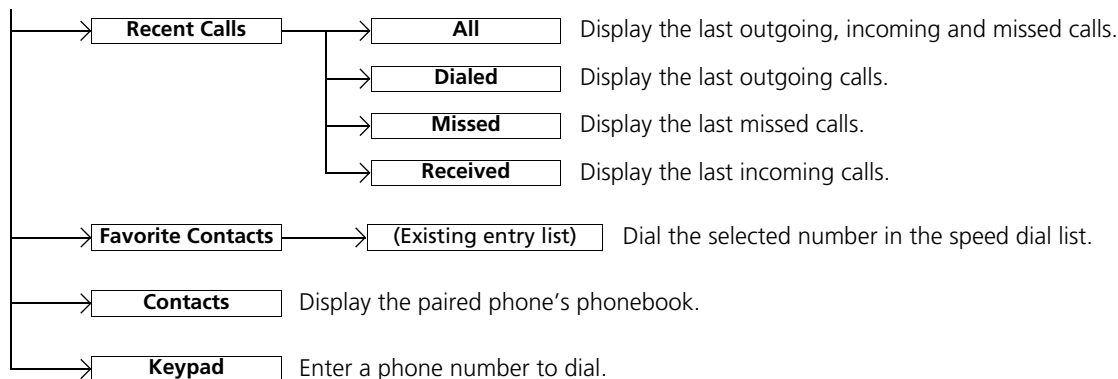 Recent Calls All Display the last outgoing, incoming and missed calls.
Dialed Display the last outgoing calls.
Missed Display the last missed calls.
Received Display the last incoming calls.
Favorite Contacts (Existing entry list) Dial the selected number in the speed dial list.
Contacts Display the paired phone’s phonebook.
Keypad Enter a phone number to dial.